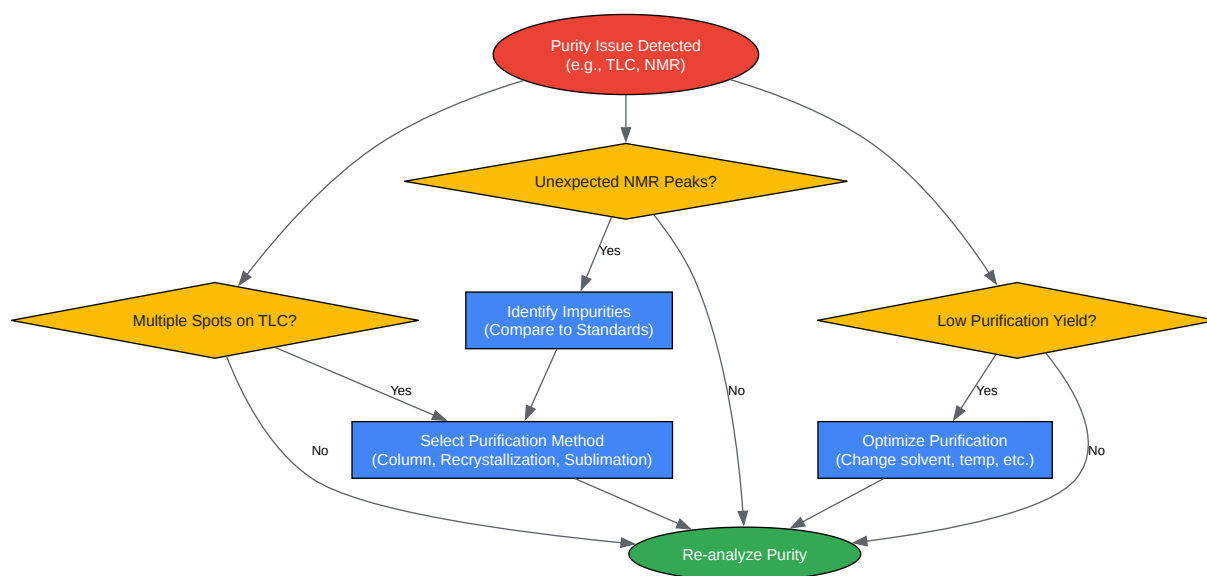 Purity Issue Detected
(e.g., TLC, NMR)
Unexpected NMR Peaks?
Yes
Multiple Spots on TLC?
Identify Impurities
(Compare to Standards)
Low Purification Yield?
Yes
No
Yes
Select Purification Method
(Column, Recrystallization, Sublimation)
Optimize Purification
(Change solvent, temp, etc.)
No
No
Re-analyze Purity